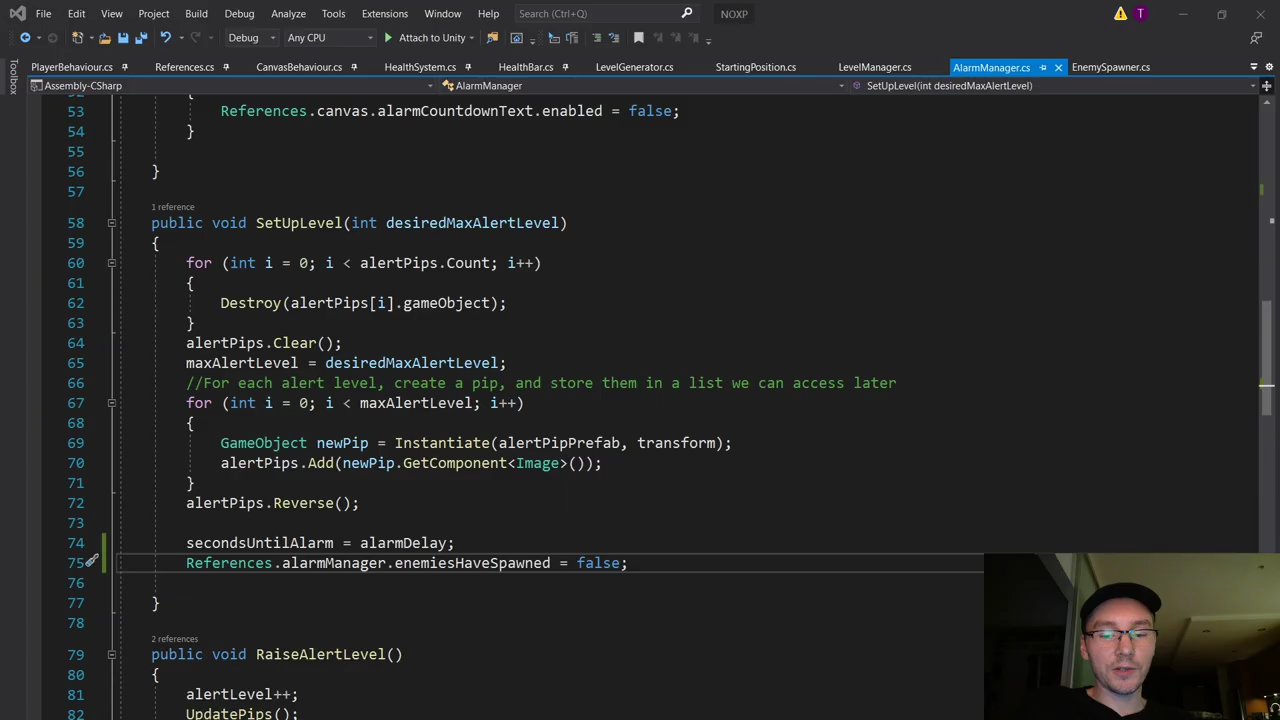 File Edit View Project Build Debug Analyze Tools Extensions Window Help Search (Ctrl+Q) NOXP T
Debug Any CPU Attach to Unity
PlayerBehaviour.cs References.cs CanvasBehaviour.cs HealthSystem.cs HealthBar.cs LevelGenerator.cs StartingPosition.cs LevelManager.cs AlarmManager.cs EnemySpawner.cs
Toolbox
Assembly-CSharp AlarmManager SetUpLevel(int desiredMaxAlertLevel)
52 {
53 References.canvas.alarmCountdownText.enabled = false;
54 }
55
56 }
57
1 reference
58 public void SetUpLevel(int desiredMaxAlertLevel)
59 {
60 for (int i = 0; i < alertPips.Count; i++)
61 {
62 Destroy(alertPips[i].gameObject);
63 }
64 alertPips.Clear();
65 maxAlertLevel = desiredMaxAlertLevel;
66 //For each alert level, create a pip, and store them in a list we can access later
67 for (int i = 0; i < maxAlertLevel; i++)
68 {
69 GameObject newPip = Instantiate(alertPipPrefab, transform);
70 alertPips.Add(newPip.GetComponent<Image>());
71 }
72 alertPips.Reverse();
73
74 secondsUntilAlarm = alarmDelay;
75 References.alarmManager.enemiesHaveSpawned = false;
76
77 }
78
2 references
79 public void RaiseAlertLevel()
80 {
81 alertLevel++;
82 UpdatePips();